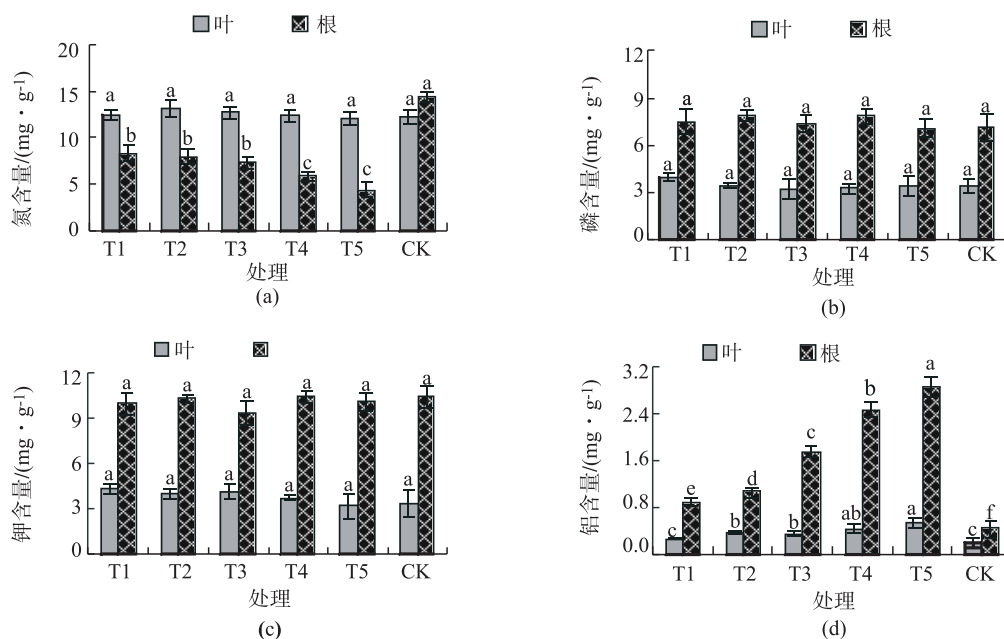 叶 根
氮含量/(mg·g⁻¹)
20
15
10
5
0
a b a b a b a c a c a a
T1 T2 T3 T4 T5 CK
处理
(a)
叶 根
磷含量/(mg·g⁻¹)
12
9
6
3
0
a a a a a a a a a a a a
T1 T2 T3 T4 T5 CK
处理
(b)
叶
钾含量/(mg·g⁻¹)
12
9
6
3
0
a a a a a a a a a a a a
T1 T2 T3 T4 T5 CK
处理
(c)
叶 根
铝含量/(mg·g⁻¹)
3.2
2.4
1.6
0.8
0.0
c e b d b c ab b a a c f
T1 T2 T3 T4 T5 CK
处理
(d)